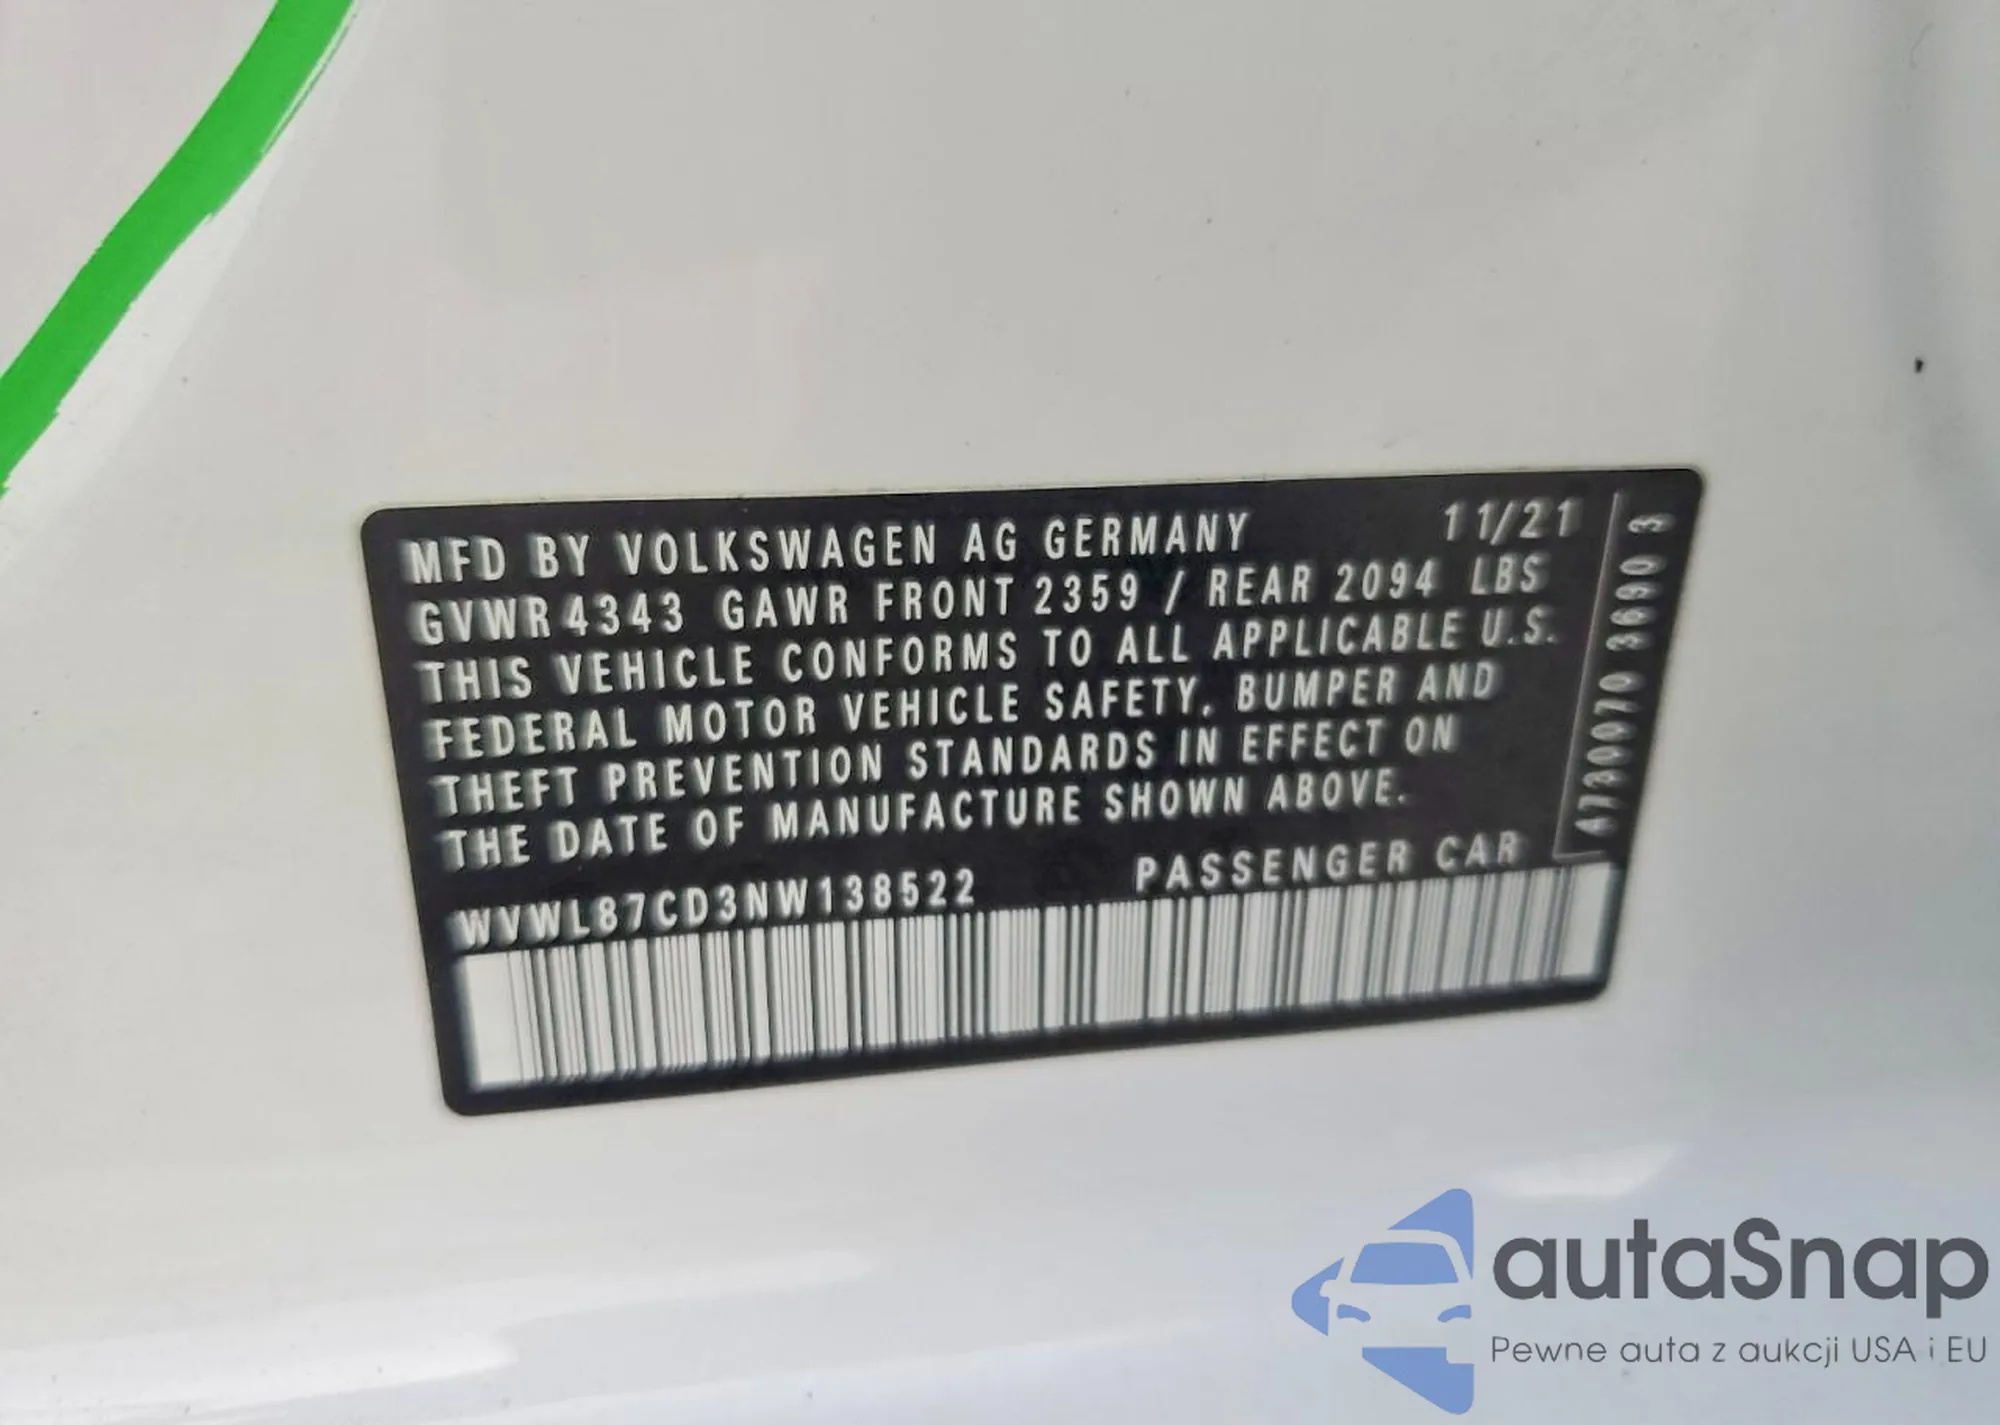 MFD BY VOLKSWAGEN AG GERMANY 11/21
GVWR 4343 GAWR FRONT 2359 / REAR 2094 LBS
THIS VEHICLE CONFORMS TO ALL APPLICABLE U.S.
FEDERAL MOTOR VEHICLE SAFETY, BUMPER AND
THEFT PREVENTION STANDARDS IN EFFECT ON
THE DATE OF MANUFACTURE SHOWN ABOVE.
WVWL87CD3NW138522 PASSENGER CAR
4730070 3690 3
autaSnap
Pewne auta z aukcji USA i EU